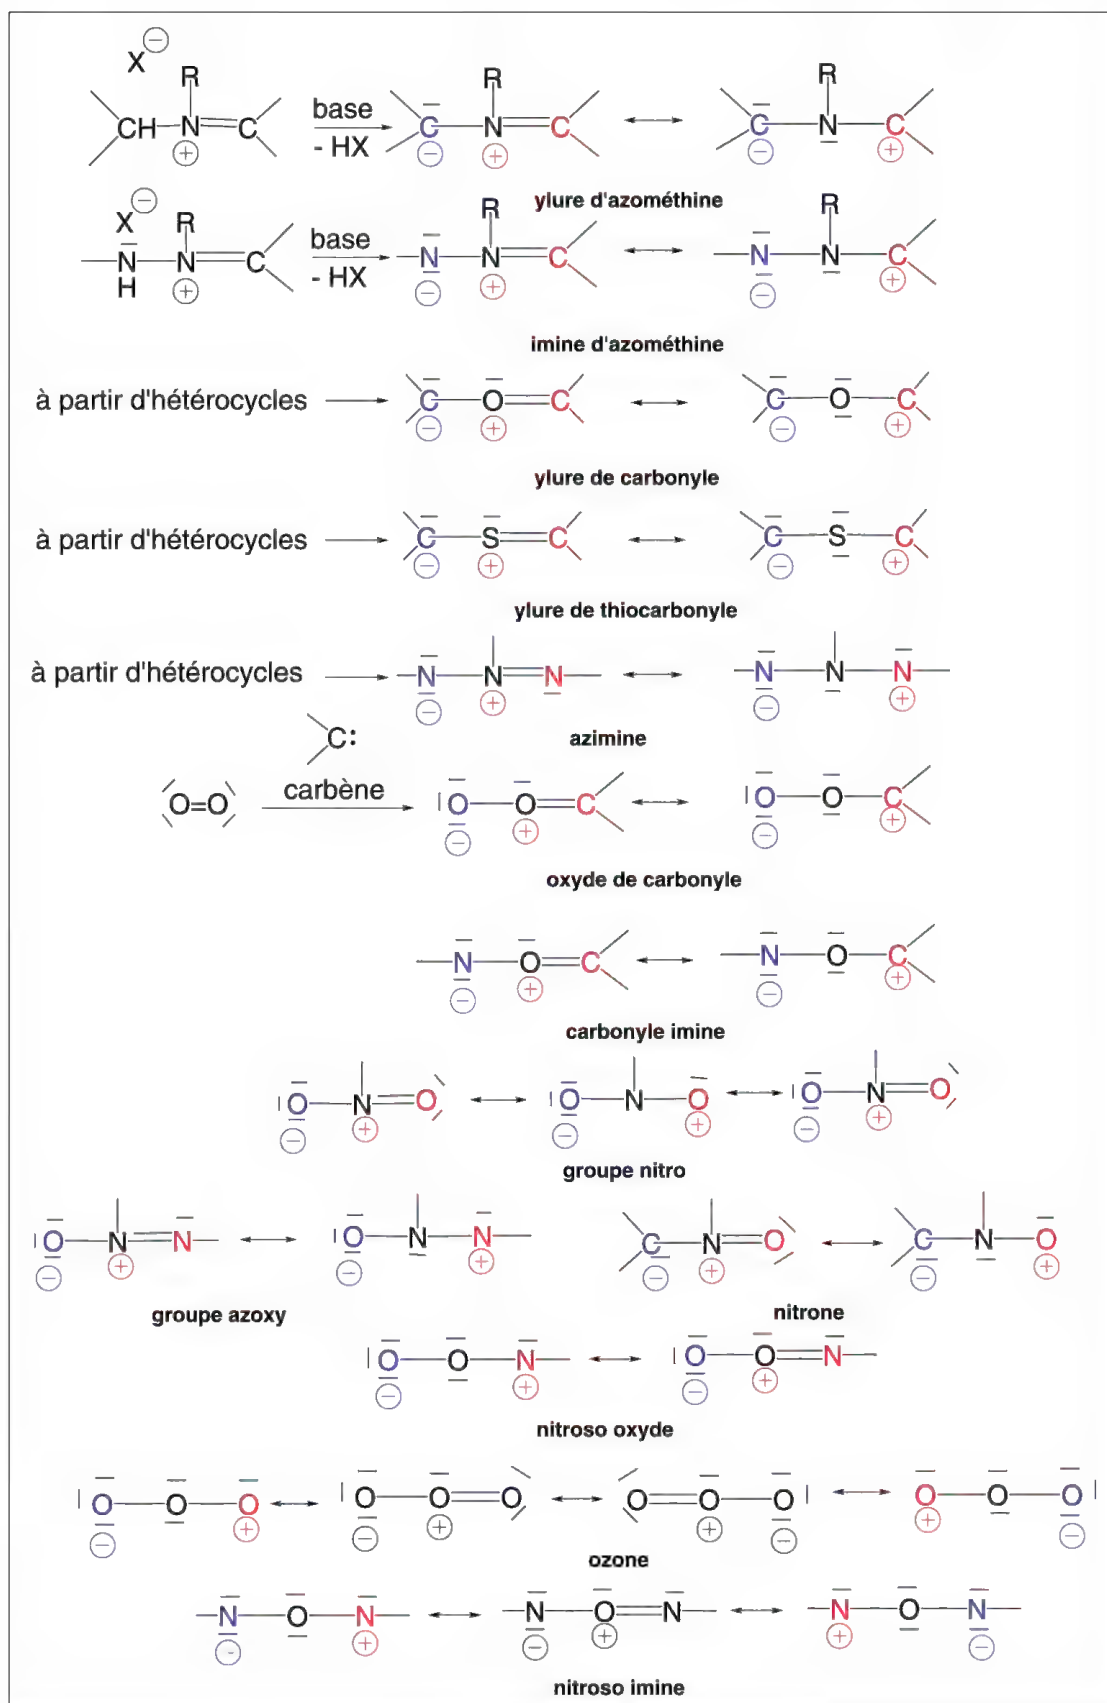 X ⊖
R R R
CH N C base C N C ↔ C N C
⊕ - HX ⊖ ⊕ ⊖ ⊕
ylure d'azométhine
X ⊖
R R R
N N C base N N C ↔ N N C
H ⊕ - HX ⊖ ⊕ ⊖ ⊕
imine d'azométhine
à partir d'hétérocycles C O C ↔ C O C
⊖ ⊕ ⊖ ⊕
ylure de carbonyle
à partir d'hétérocycles C S C ↔ C S C
⊖ ⊕ ⊖ ⊕
ylure de thiocarbonyle
à partir d'hétérocycles N N N ↔ N N N
⊖ ⊕ ⊖ ⊕
azimine
C:
O=O carbène O O C ↔ O O C
⊖ ⊕ ⊖ ⊕
oxyde de carbonyle
N O C ↔ N O C
⊖ ⊕ ⊖ ⊕
carbonyle imine
O N O ↔ O N O ↔ O N O
⊖ ⊕ ⊖ ⊕ ⊖ ⊕
groupe nitro
O N N ↔ O N N C N O ↔ C N O
⊖ ⊕ ⊖ ⊕ ⊖ ⊕ ⊖ ⊕
groupe azoxy nitrone
O O N ↔ O O N
⊖ ⊕ ⊖ ⊕
nitroso oxyde
O O O ↔ O O O ↔ O O O ↔ O O O
⊖ ⊕ ⊖ ⊕ ⊕ ⊖ ⊕ ⊖
ozone
N O N ↔ N O N ↔ N O N
⊖ ⊕ ⊖ ⊕ ⊕ ⊖
nitroso imine